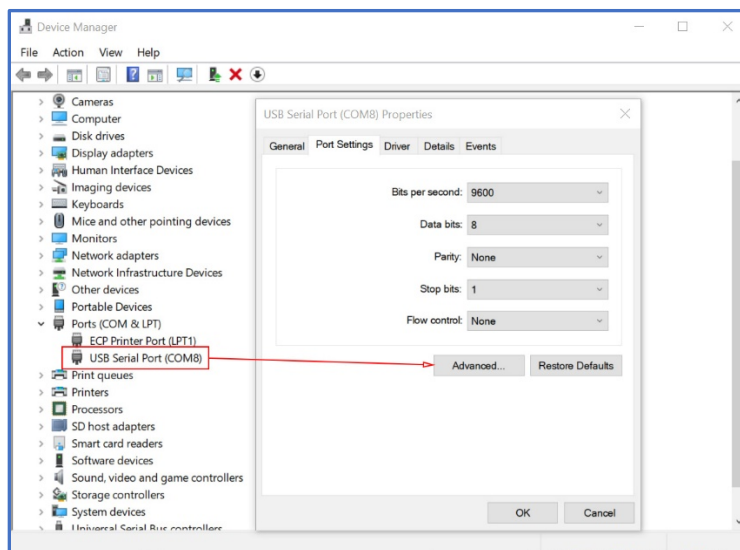 Device Manager
File Action View Help
Cameras
Computer
Disk drives
Display adapters
Human Interface Devices
Imaging devices
Keyboards
Mice and other pointing devices
Monitors
Network adapters
Network Infrastructure Devices
Other devices
Portable Devices
Ports (COM & LPT)
ECP Printer Port (LPT1)
USB Serial Port (COM8)
Print queues
Printers
Processors
SD host adapters
Smart card readers
Software devices
Sound, video and game controllers
Storage controllers
System devices
Universal Serial Bus controllers
USB Serial Port (COM8) Properties
General Port Settings Driver Details Events
Bits per second: 9600
Data bits: 8
Parity: None
Stop bits: 1
Flow control: None
Advanced... Restore Defaults
OK Cancel